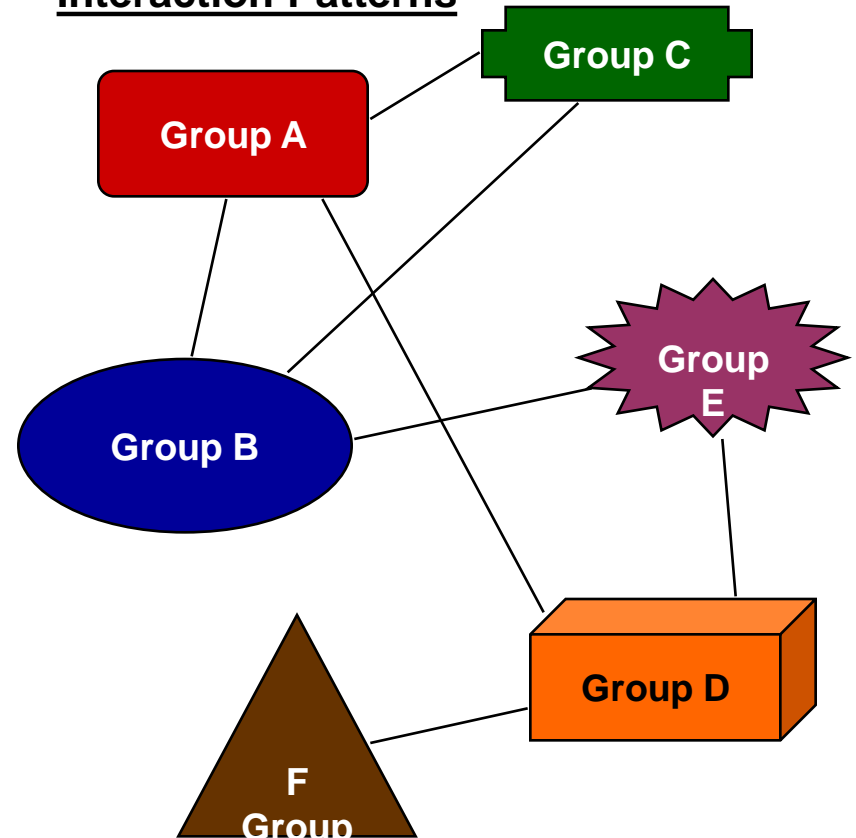 Interaction Patterns
Group C
Group A
Group
E
Group B
Group D
F
Group